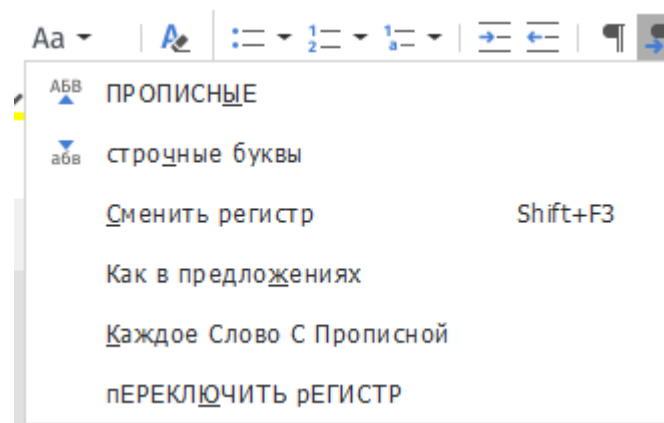 Aa
АБВ ПРОПИСНЫЕ
абв строчные буквы
Сменить регистр Shift+F3
Как в предложениях
Каждое Слово С Прописной
пЕРЕКЛЮЧИТЬ рЕГИСТР